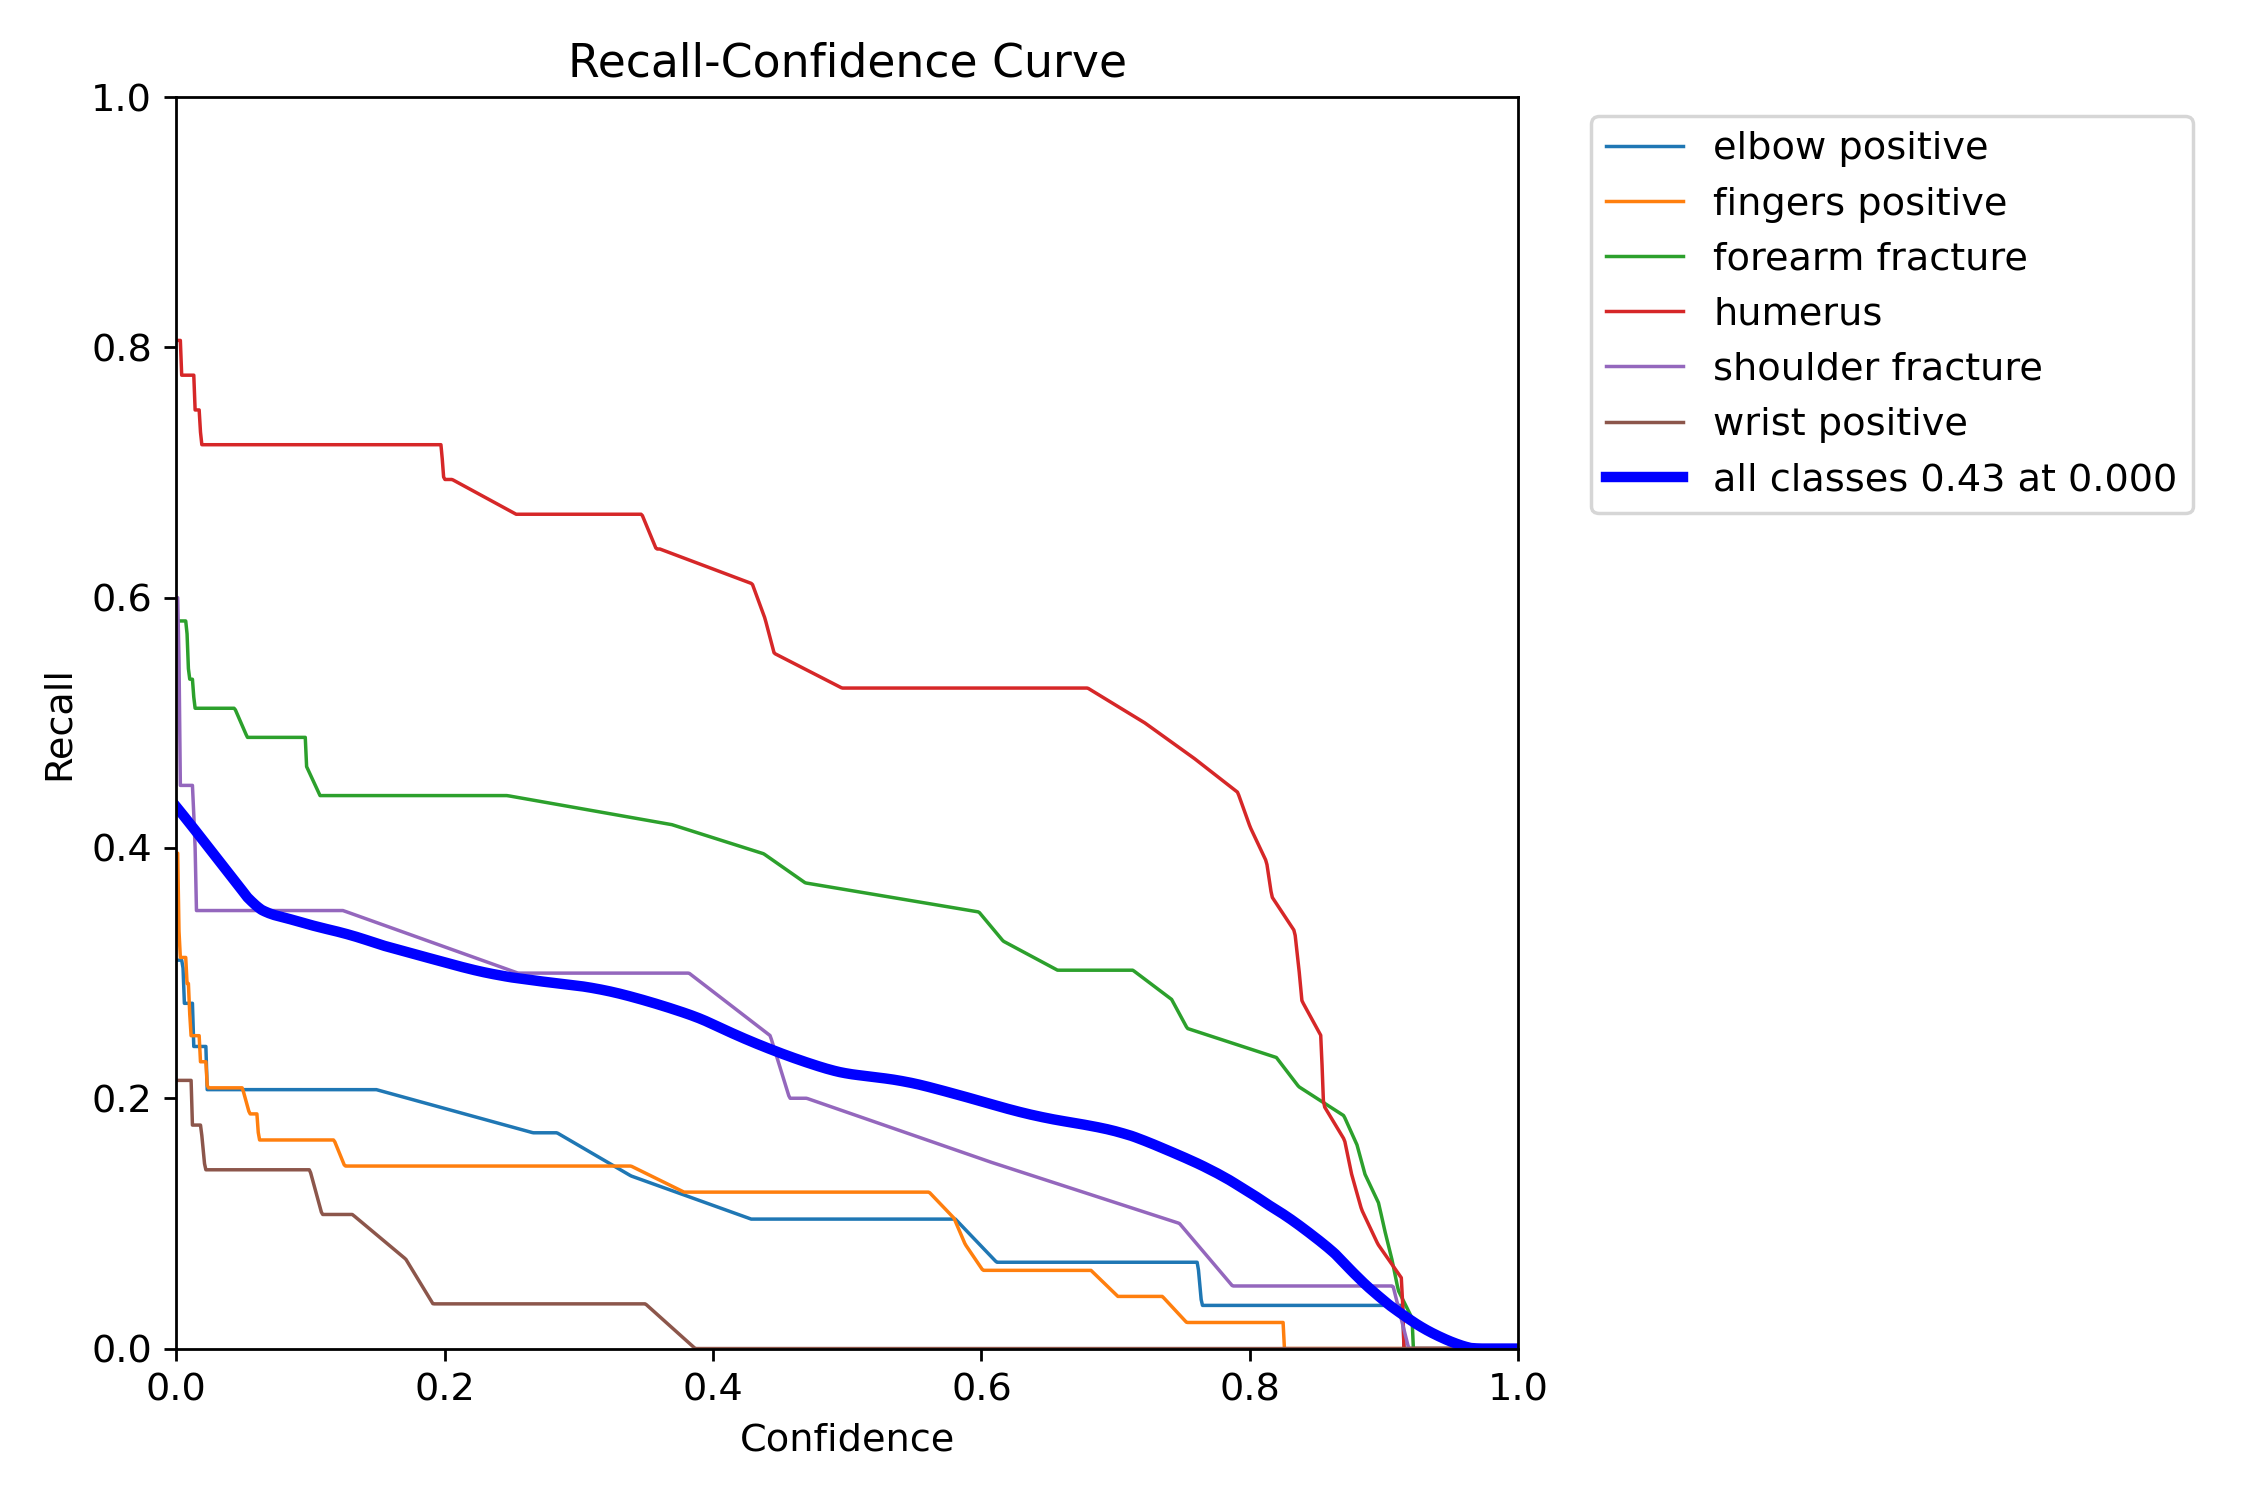 Recall-Confidence Curve
1.0
0.8
0.6
0.4
0.2
0.0
Recall
0.0 0.2 0.4 0.6 0.8 1.0
Confidence
elbow positive
fingers positive
forearm fracture
humerus
shoulder fracture
wrist positive
all classes 0.43 at 0.000